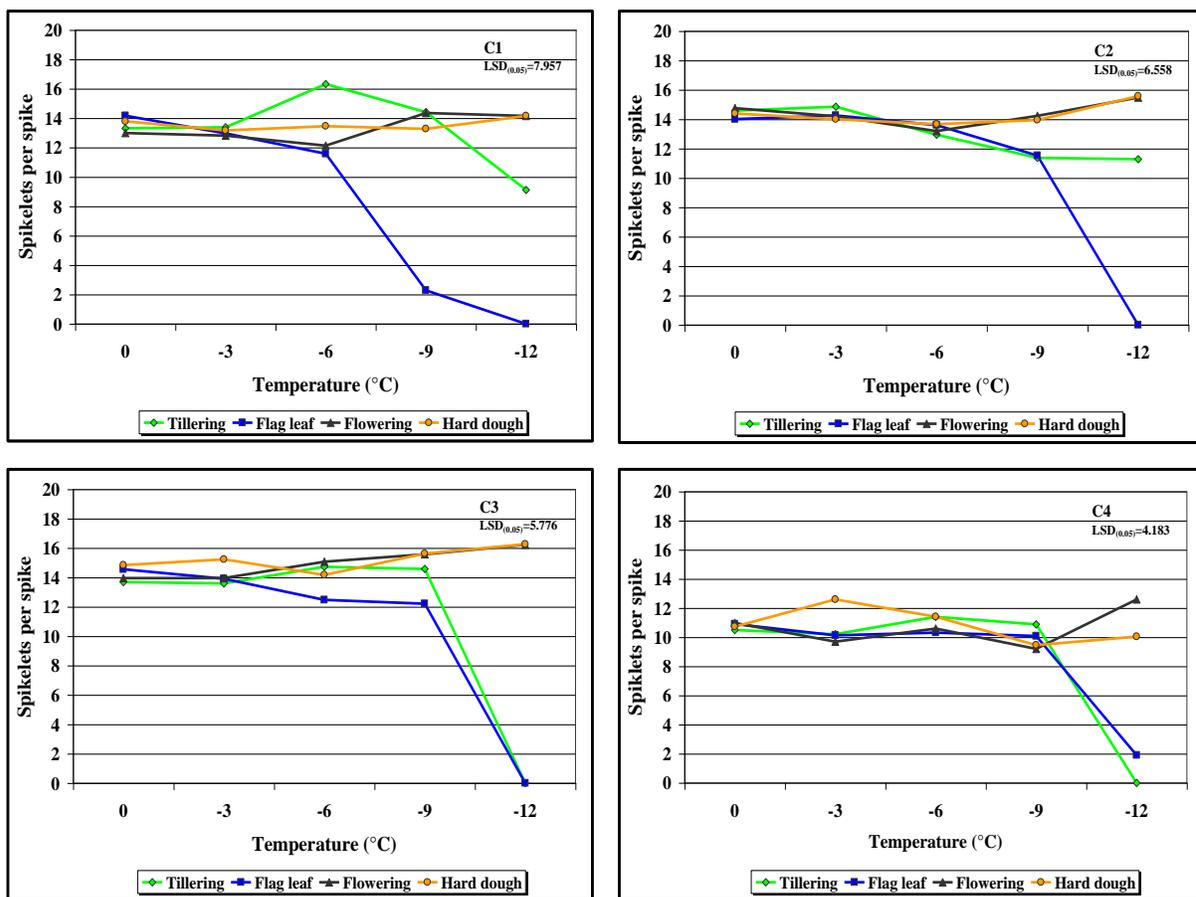 C1
LSD(0.05)=7.957
Spikelets per spike
20
18
16
14
12
10
8
6
4
2
0
0 -3 -6 -9 -12
Temperature (°C)
Tillering Flag leaf Flowering Hard dough
C2
LSD(0.05)=6.558
Spikelets per spike
20
18
16
14
12
10
8
6
4
2
0
0 -3 -6 -9 -12
Temperature (°C)
Tillering Flag leaf Flowering Hard dough
C3
LSD(0.05)=5.776
Spikelets per spike
20
18
16
14
12
10
8
6
4
2
0
0 -3 -6 -9 -12
Temperature (°C)
Tillering Flag leaf Flowering Hard dough
C4
LSD(0.05)=4.183
Spiklets per spike
20
18
16
14
12
10
8
6
4
2
0
0 -3 -6 -9 -12
Temperature (°C)
Tillering Flag leaf Flowering Hard dough